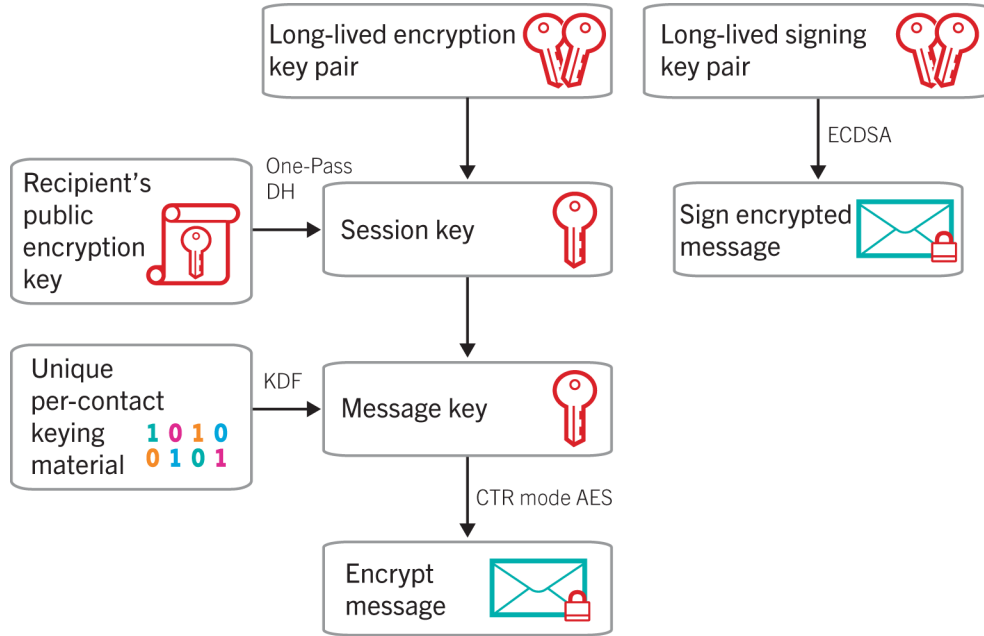 Long-lived encryption
key pair
Long-lived signing
key pair
ECDSA
One-Pass
DH
Recipient's
public
encryption
key
Session key
Sign encrypted
message
Unique
per-contact
keying
material
1 0 1 0
0 1 0 1
KDF
Message key
CTR mode AES
Encrypt
message